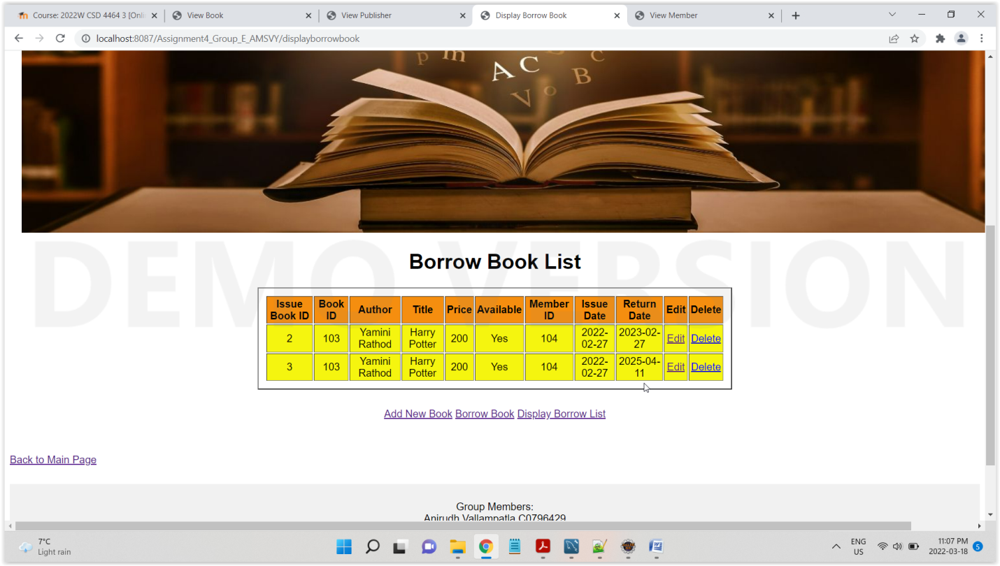 Course: 2022W CSD 4464 3 [Onli
View Book
View Publisher
Display Borrow Book
View Member
localhost:8087/Assignment4_Group_E_AMSVY/displayborrowbook
p m A C C
V o B
DEMO VERSION
Borrow Book List
Issue Book ID Book ID Author Title Price Available Member ID Issue Date Return Date Edit Delete
2 103 Yamini Rathod Harry Potter 200 Yes 104 2022-02-27 2023-02-27 Edit Delete
3 103 Yamini Rathod Harry Potter 200 Yes 104 2022-02-27 2025-04-11 Edit Delete
Add New Book Borrow Book Display Borrow List
Back to Main Page
Group Members:
Anirudh Vallampatla C0796429
7°C
Light rain
ENG
US
11:07 PM
2022-03-18
5